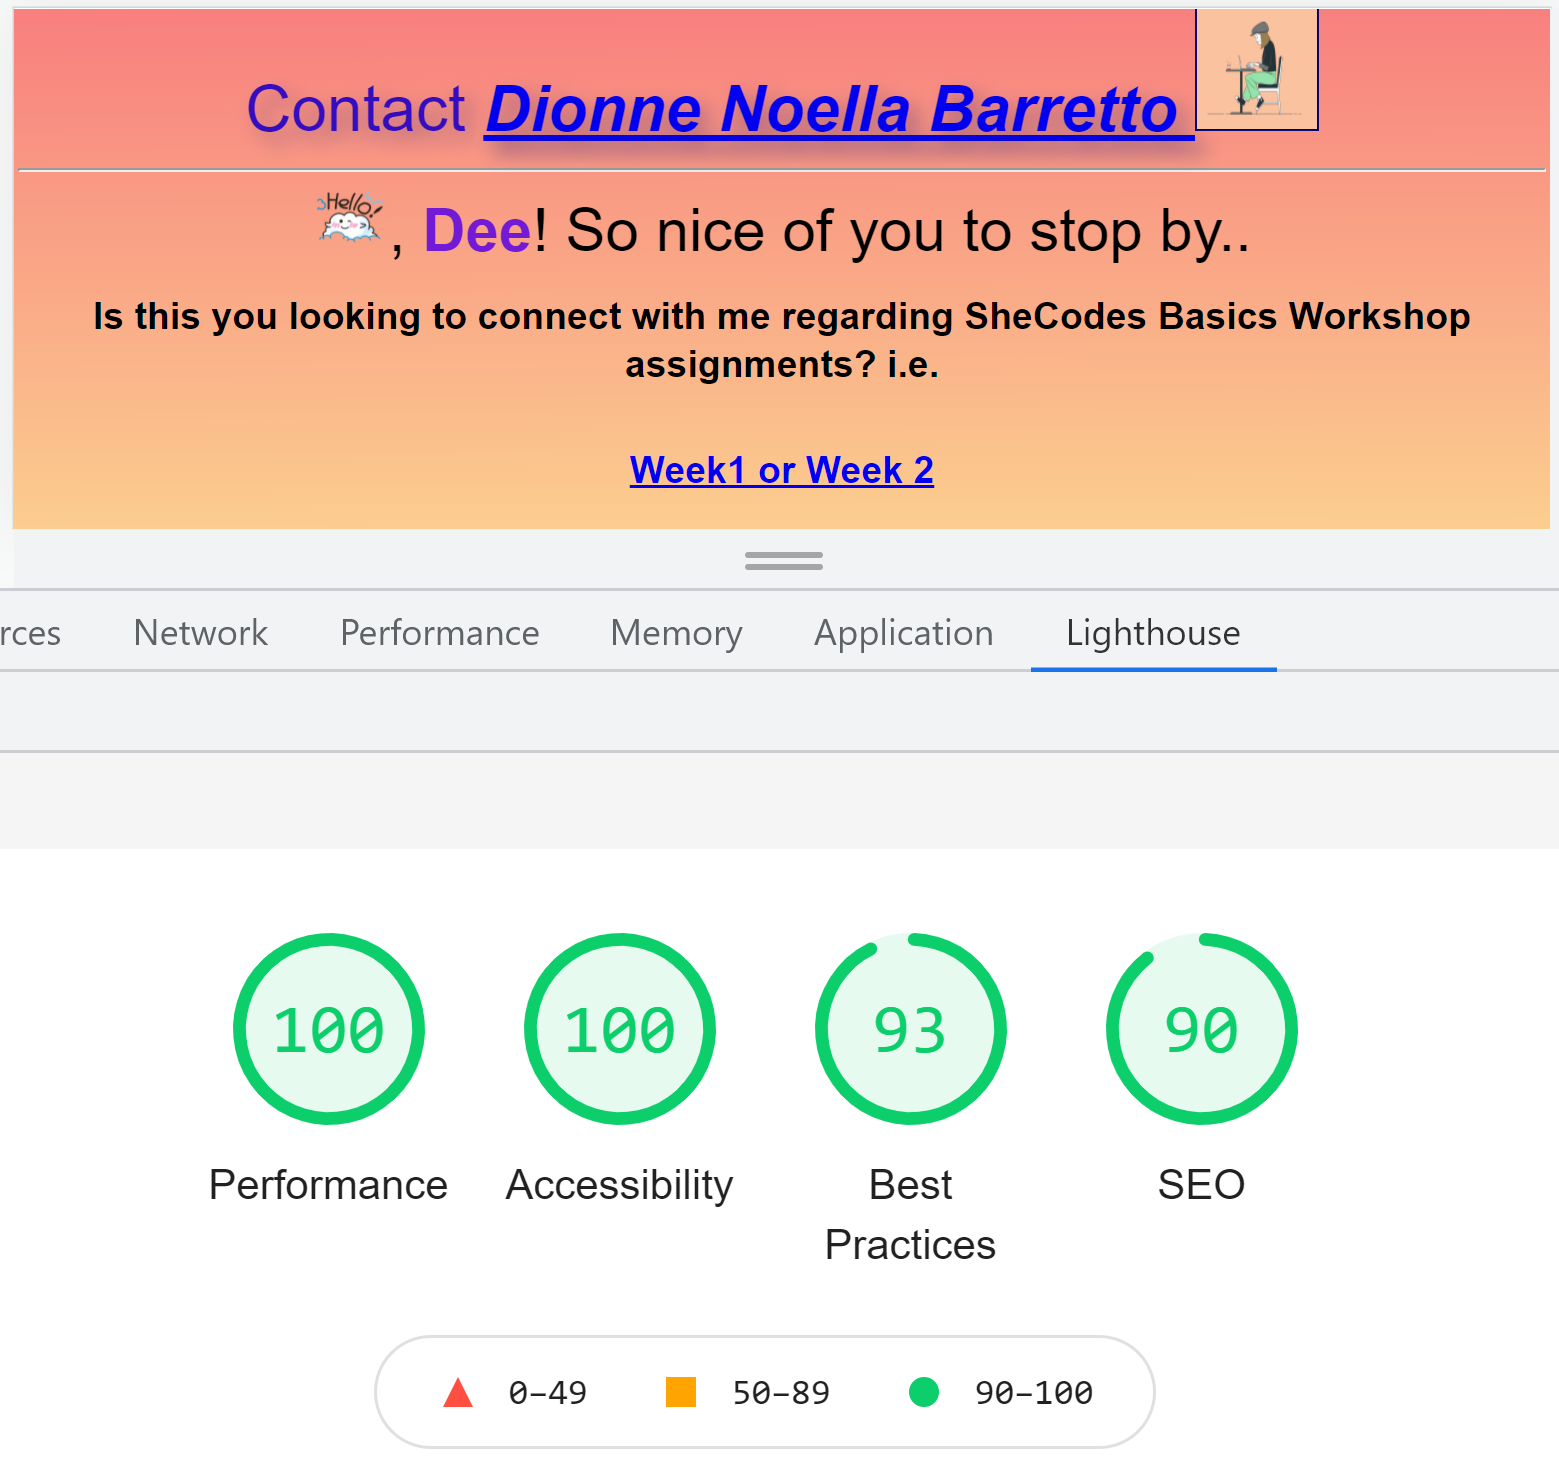 Contact Dionne Noella Barretto
Hello!
, Dee! So nice of you to stop by..
Is this you looking to connect with me regarding SheCodes Basics Workshop
assignments? i.e.
Week1 or Week 2
rces Network Performance Memory Application Lighthouse
100 100 93 90
Performance Accessibility Best SEO
Practices
0–49 50–89 90–100